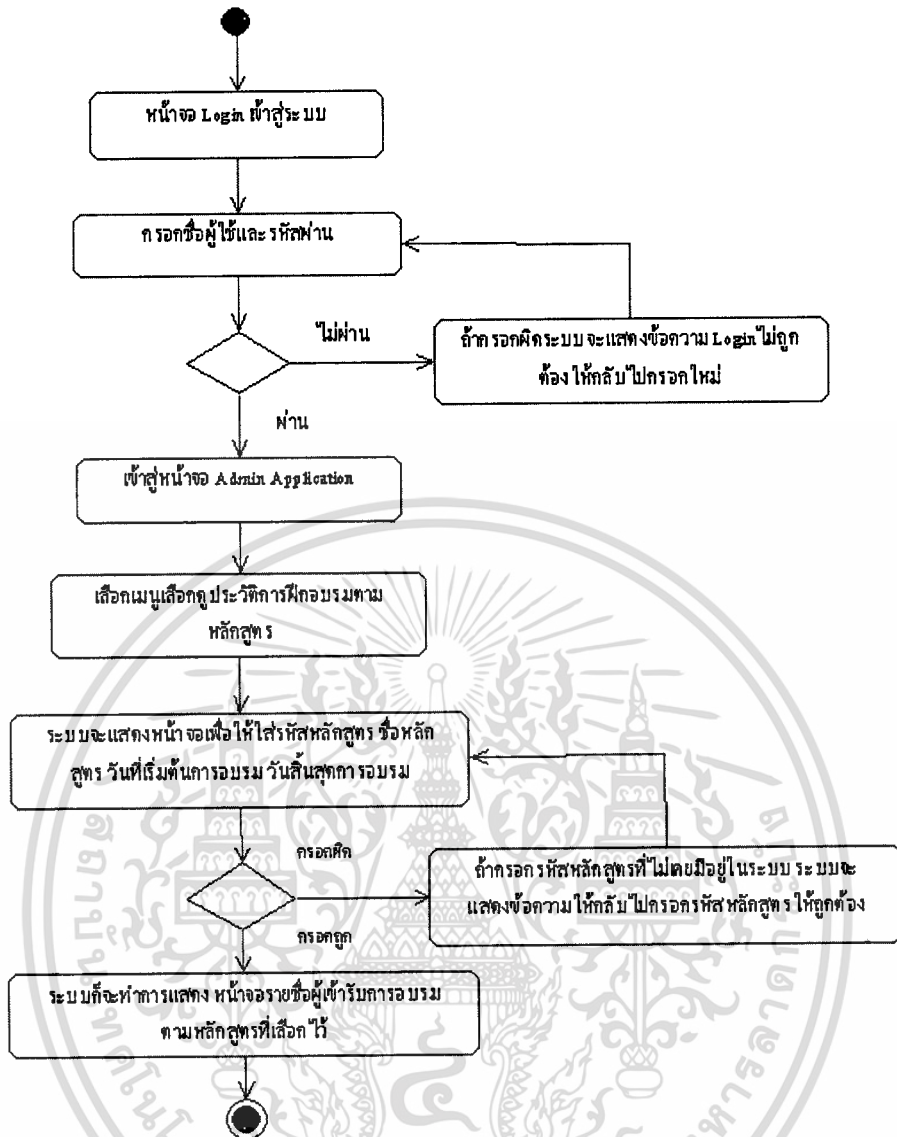 หน้าจอ Login เข้าสู่ระบบ
กรอกชื่อผู้ใช้และรหัสผ่าน
ไม่ผ่าน
ถ้ากรอกผิดระบบจะแสดงข้อความ Login ไม่ถูก
ต้อง ให้กลับไปกรอกใหม่
ผ่าน
เข้าสู่หน้าจอ Admin Application
เลือกเมนูเลือกดูประวัติการฝึกอบรมตาม
หลักสูตร
ระบบจะแสดงหน้าจอเพื่อให้ใส่รหัสหลักสูตร ชื่อหลัก
สูตร วันที่เริ่มต้นการอบรม วันสิ้นสุดการอบรม
กรอกผิด
ถ้ากรอกรหัสหลักสูตรที่ไม่เคยมีอยู่ในระบบ ระบบจะ
แสดงข้อความให้กลับไปกรอกรหัสหลักสูตรให้ถูกต้อง
กรอกถูก
ระบบก็จะทำการแสดง หน้าจอรายชื่อผู้เข้ารับการอบรม
ตามหลักสูตรที่เลือกไว้